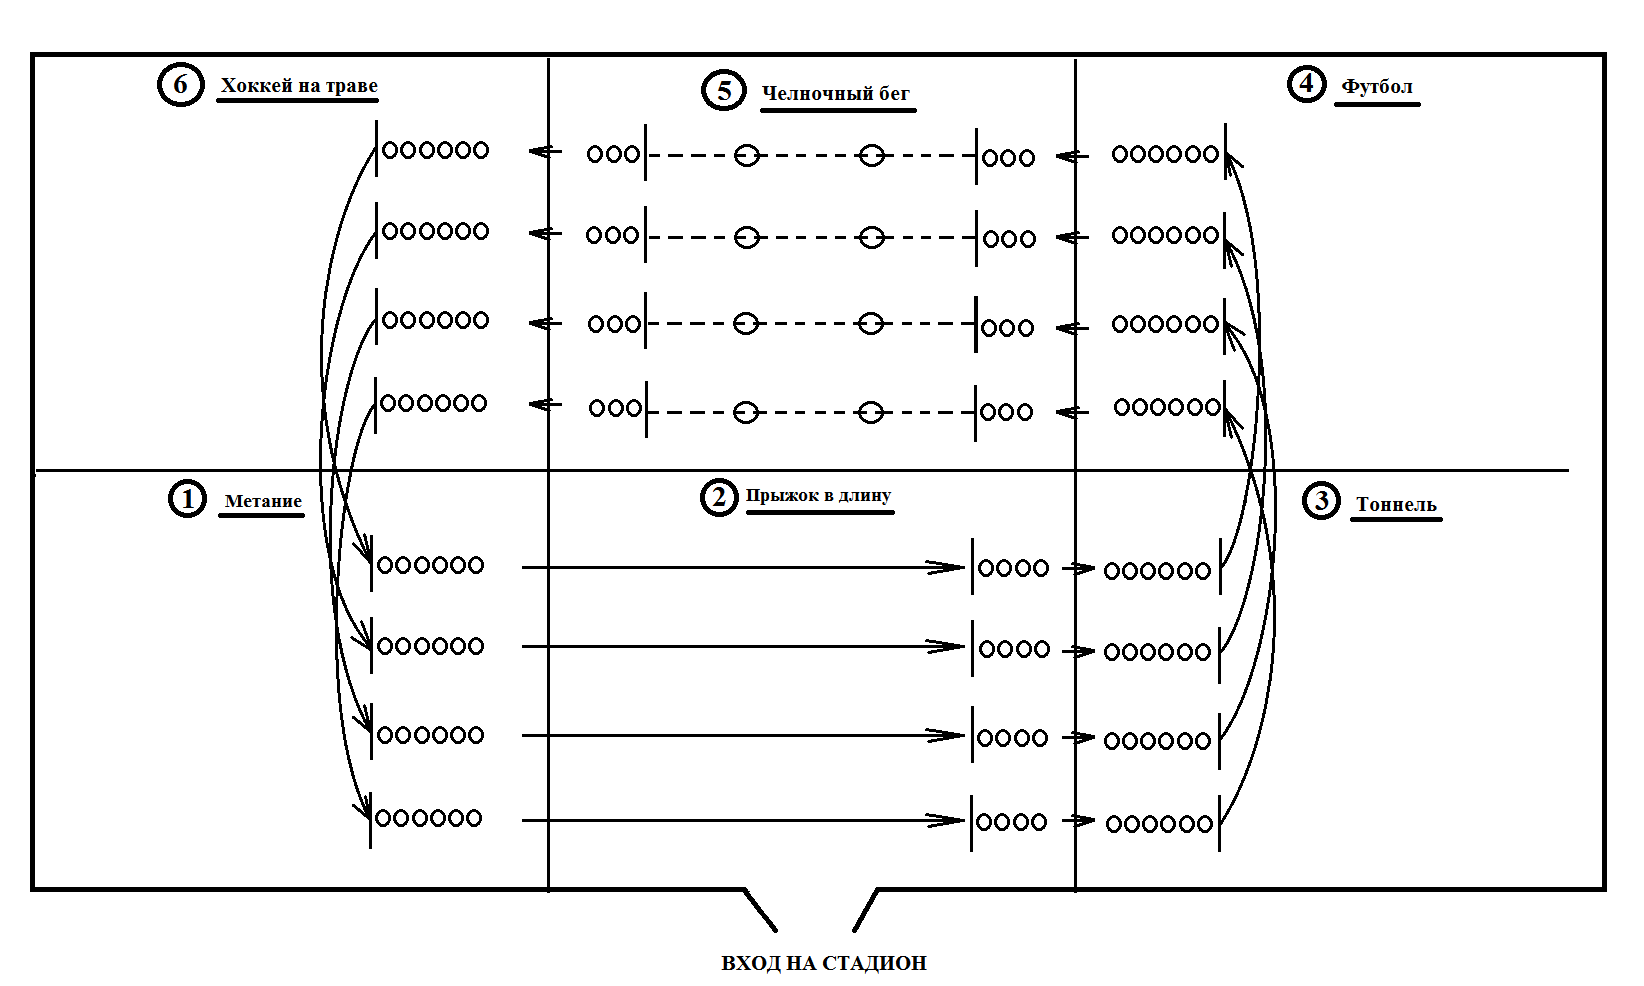 6 Хоккей на траве
5 Челночный бег
4 Футбол
1 Метание
2 Прыжок в длину
3 Тоннель
ВХОД НА СТАДИОН